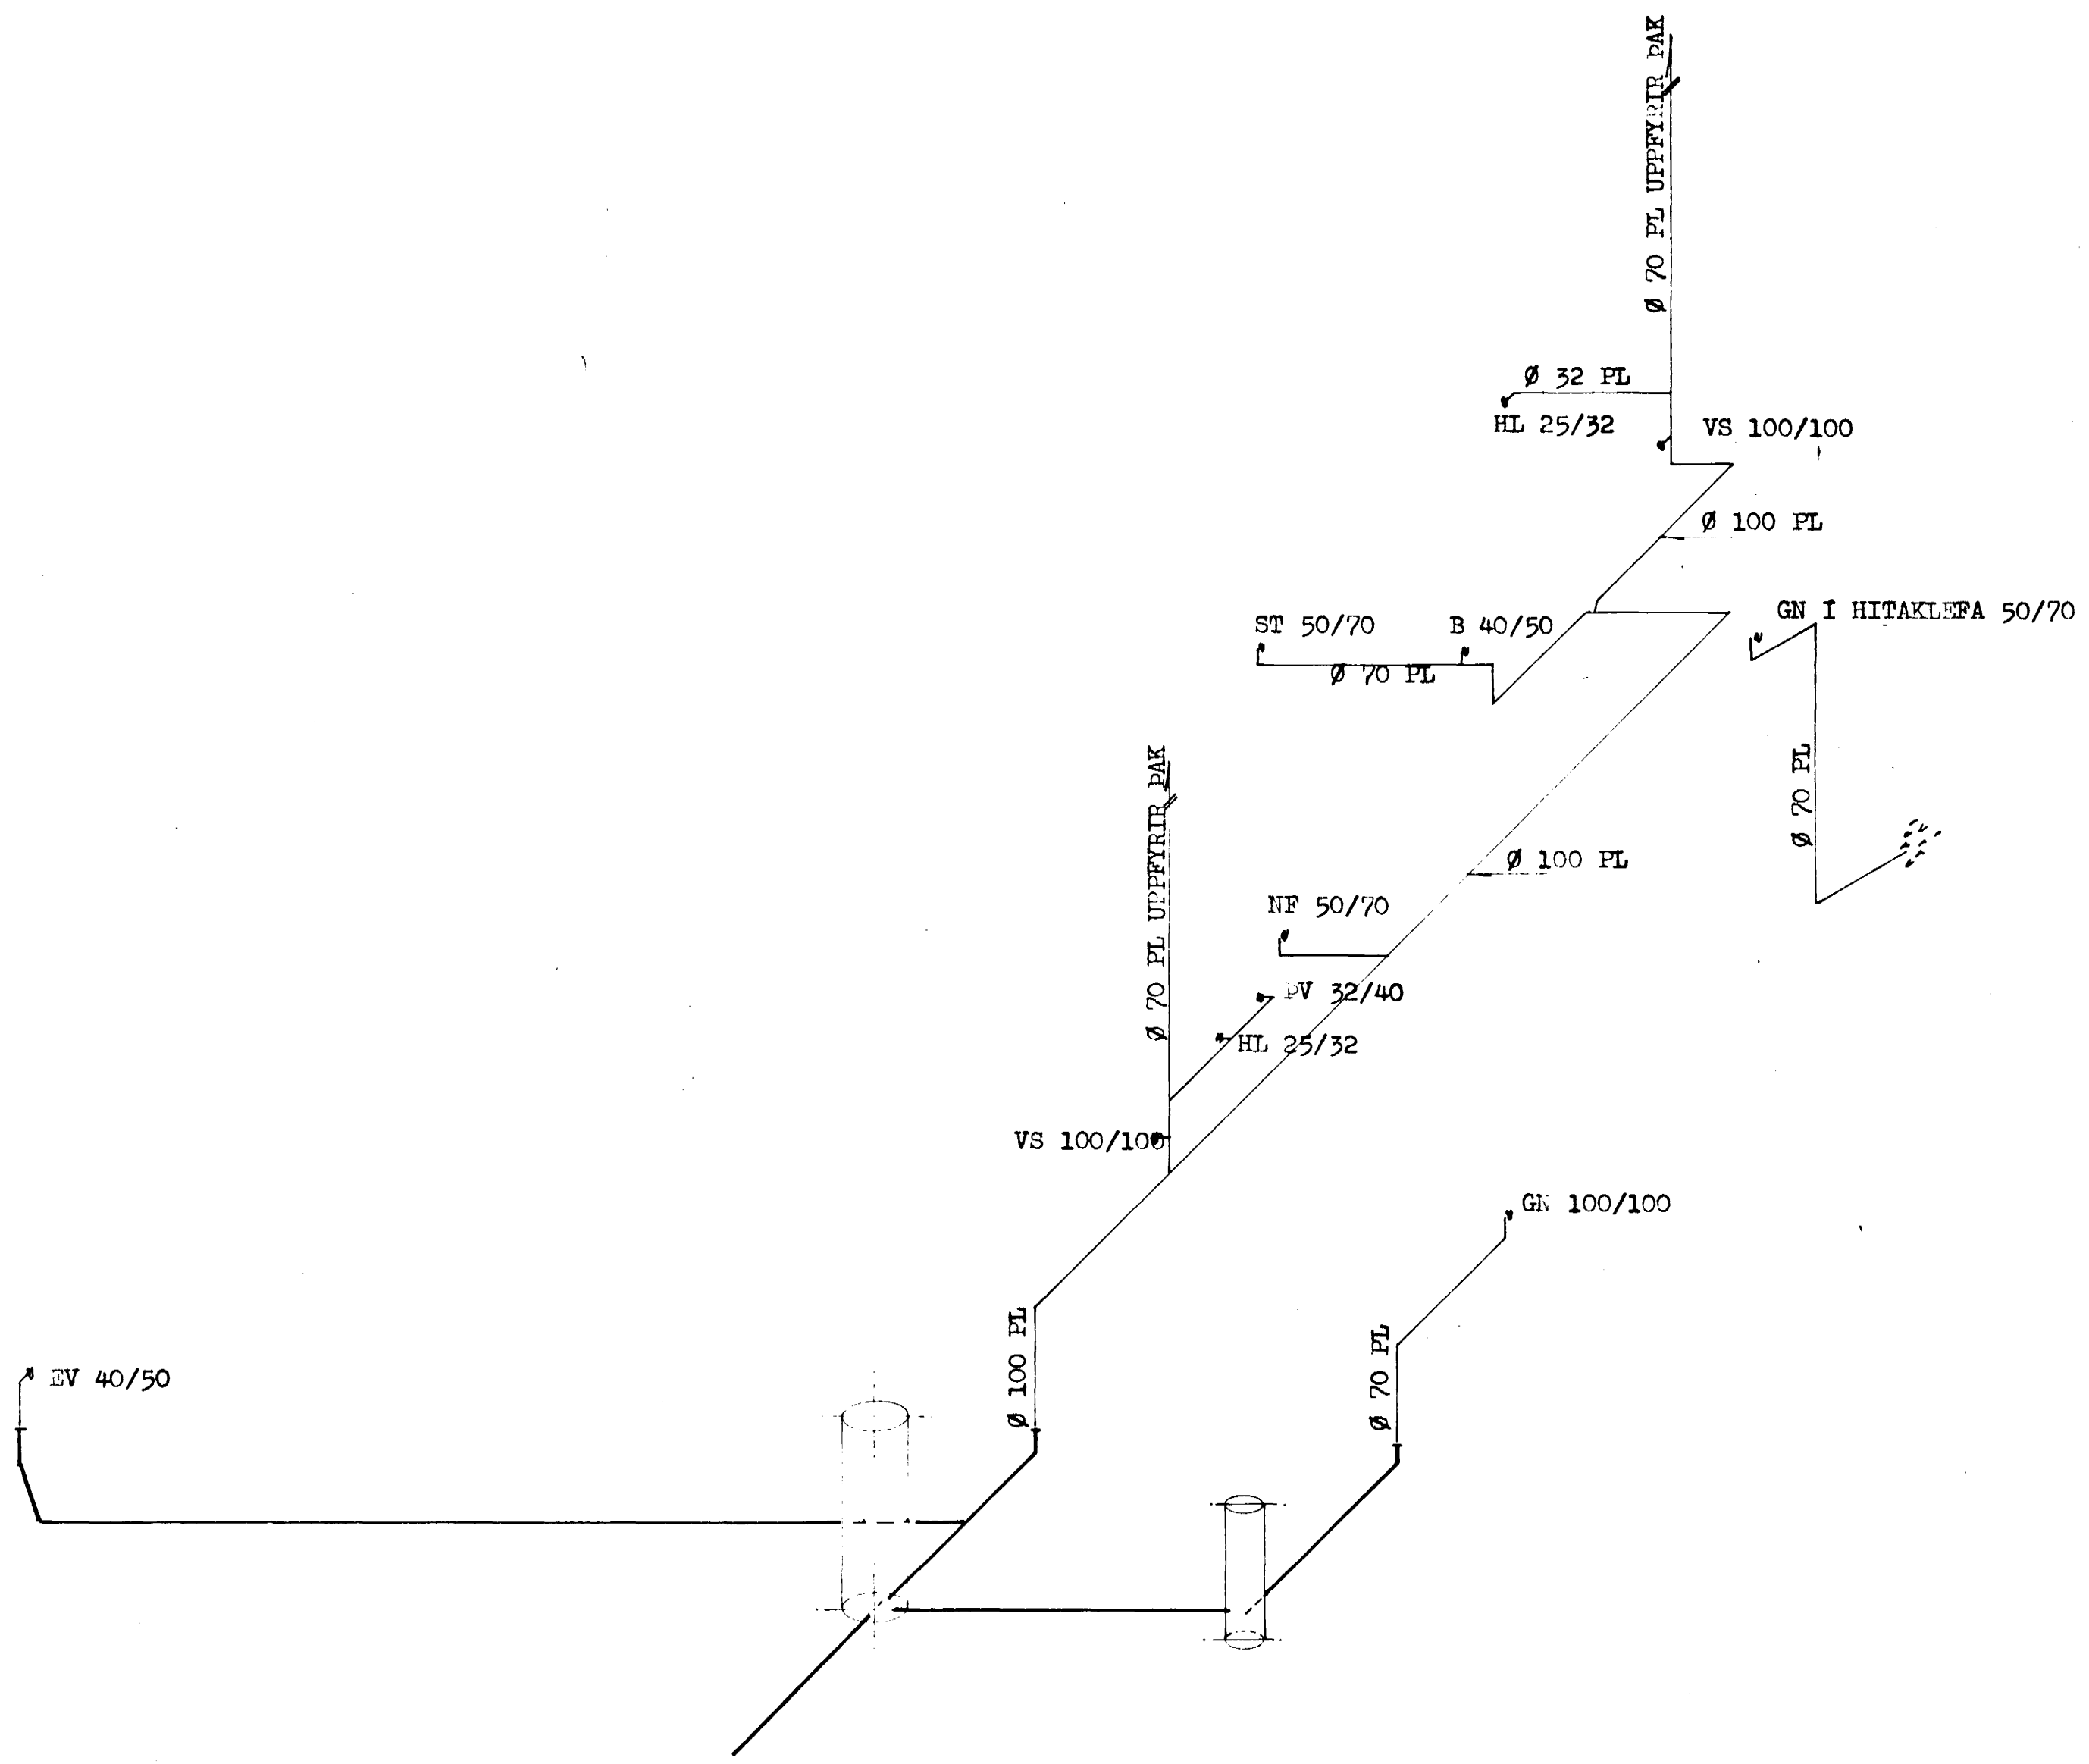 Ø 70 PL UPPFYRIR ÞAK
Ø 32 PL
HL 25/32
VS 100/100
Ø 100 PL
GN Í HITAKLEFA 50/70
ST 50/70
B 40/50
Ø 70 PL
Ø 70 PL
Ø 70 PL UPPFYRIR ÞAK
Ø 100 PL
NF 50/70
ÞV 32/40
HL 25/32
VS 100/100
GN 100/100
Ø 100 PL
Ø 70 PL
EV 40/50